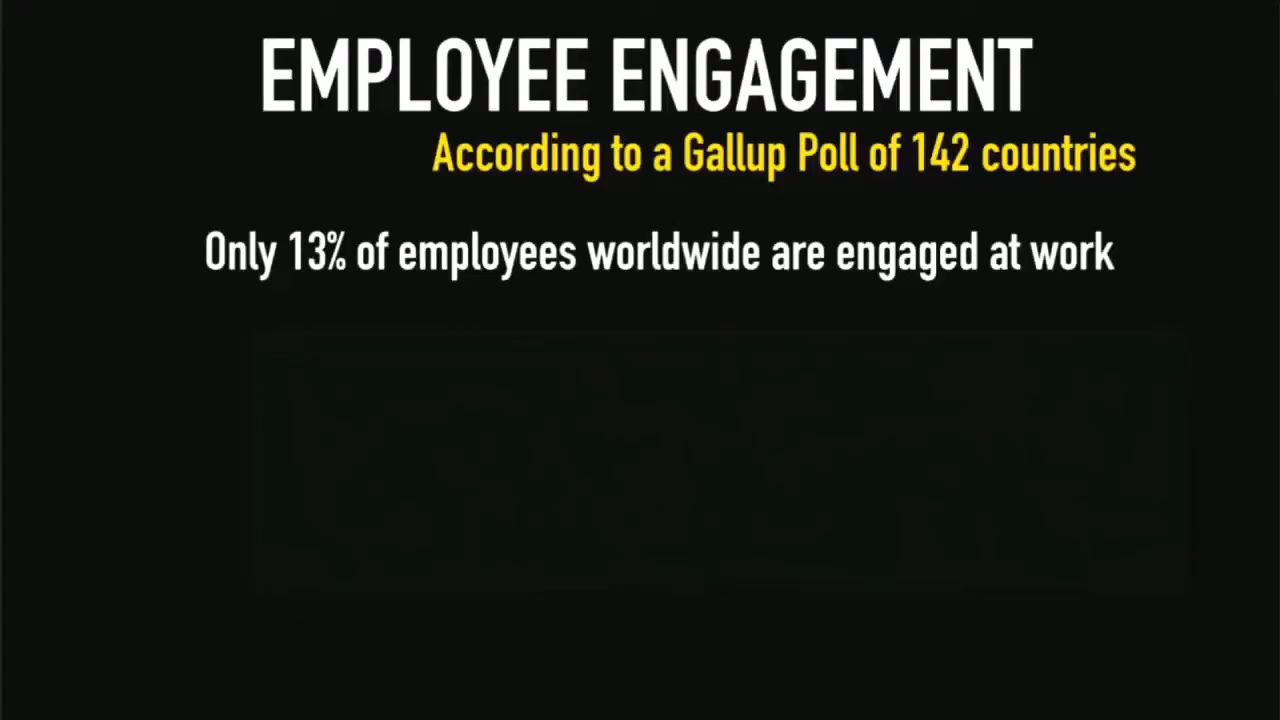 EMPLOYEE ENGAGEMENT
According to a Gallup Poll of 142 countries
Only 13% of employees worldwide are engaged at work